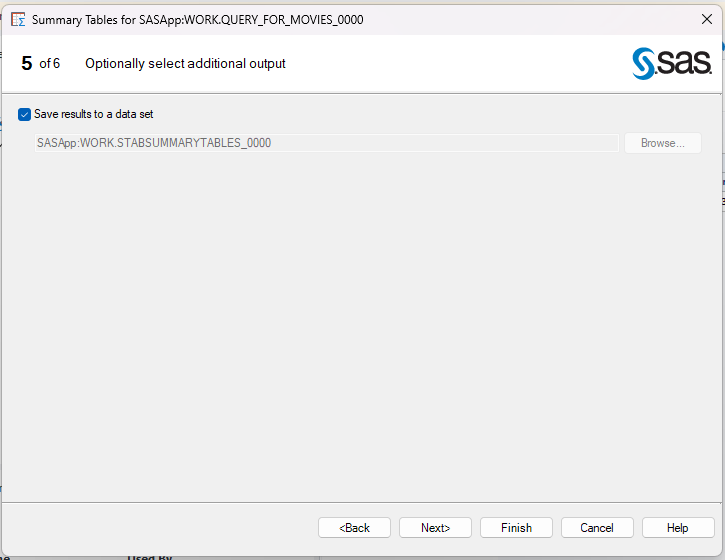 Summary Tables for SASApp:WORK.QUERY_FOR_MOVIES_0000
5 of 6 Optionally select additional output
sas
Save results to a data set
SASApp:WORK.STABSUMMARYTABLES_0000 Browse...
<Back Next> Finish Cancel Help
Used By